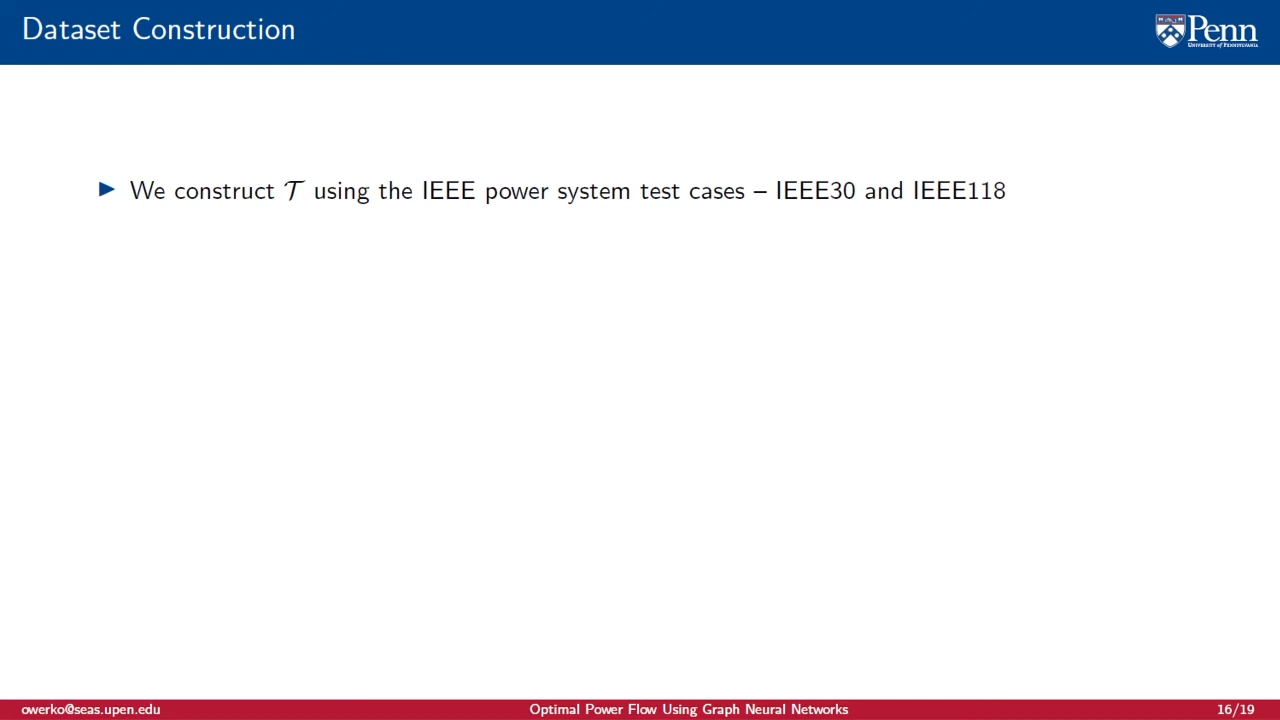 Dataset Construction
Penn
UNIVERSITY of PENNSYLVANIA
▶ We construct 𝒯 using the IEEE power system test cases – IEEE30 and IEEE118
owerko@seas.upen.edu Optimal Power Flow Using Graph Neural Networks 16/19